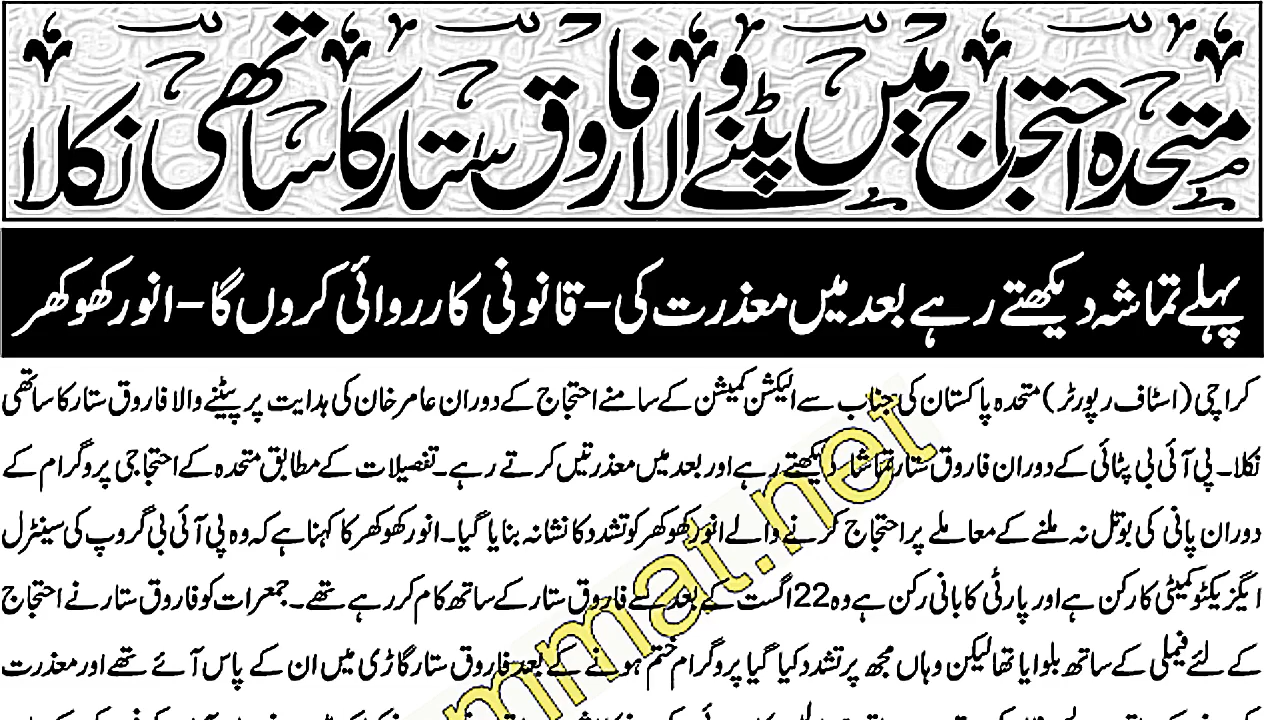 متحدہ احتجاج میں پٹنے والا فاروق ستار کا ساتھی نکلا
پہلے تماشہ دیکھتے رہے بعد میں معذرت کی - قانونی کارروائی کروں گا - انور کھوکھر
کراچی (اسٹاف رپورٹر) متحدہ پاکستان کی جناب سے الیکشن کمیشن کے سامنے احتجاج کے دوران عامر خان کی ہدایت پر پیٹنے والا فاروق ستار کا ساتھی
نکلا۔ پی آئی بی پٹائی کے دوران فاروق ستار تماشا دیکھتے رہے اور بعد میں معذرتیں کرتے رہے۔ تفصیلات کے مطابق متحدہ کے احتجاجی پروگرام کے
دوران پانی کی بوتل نہ ملنے کے معاملے پر احتجاج کرنے والے انور کھوکھر کو تشدد کا نشانہ بنایا گیا۔ انور کھوکھر کا کہنا ہے کہ وہ پی آئی بی گروپ کی سینٹرل
ایگزیکٹو کمیٹی کا رکن ہے اور پارٹی کا بانی رکن ہے وہ 22 اگست کے بعد سے فاروق ستار کے ساتھ کام کر رہے تھے۔ جمعرات کو فاروق ستار نے احتجاج
کے لئے فیملی کے ساتھ بلوایا تھا لیکن وہاں مجھ پر تشدد کیا گیا پروگرام ختم ہونے کے بعد فاروق ستار گاڑی میں ان کے پاس آئے تھے اور معذرت
mmat.net